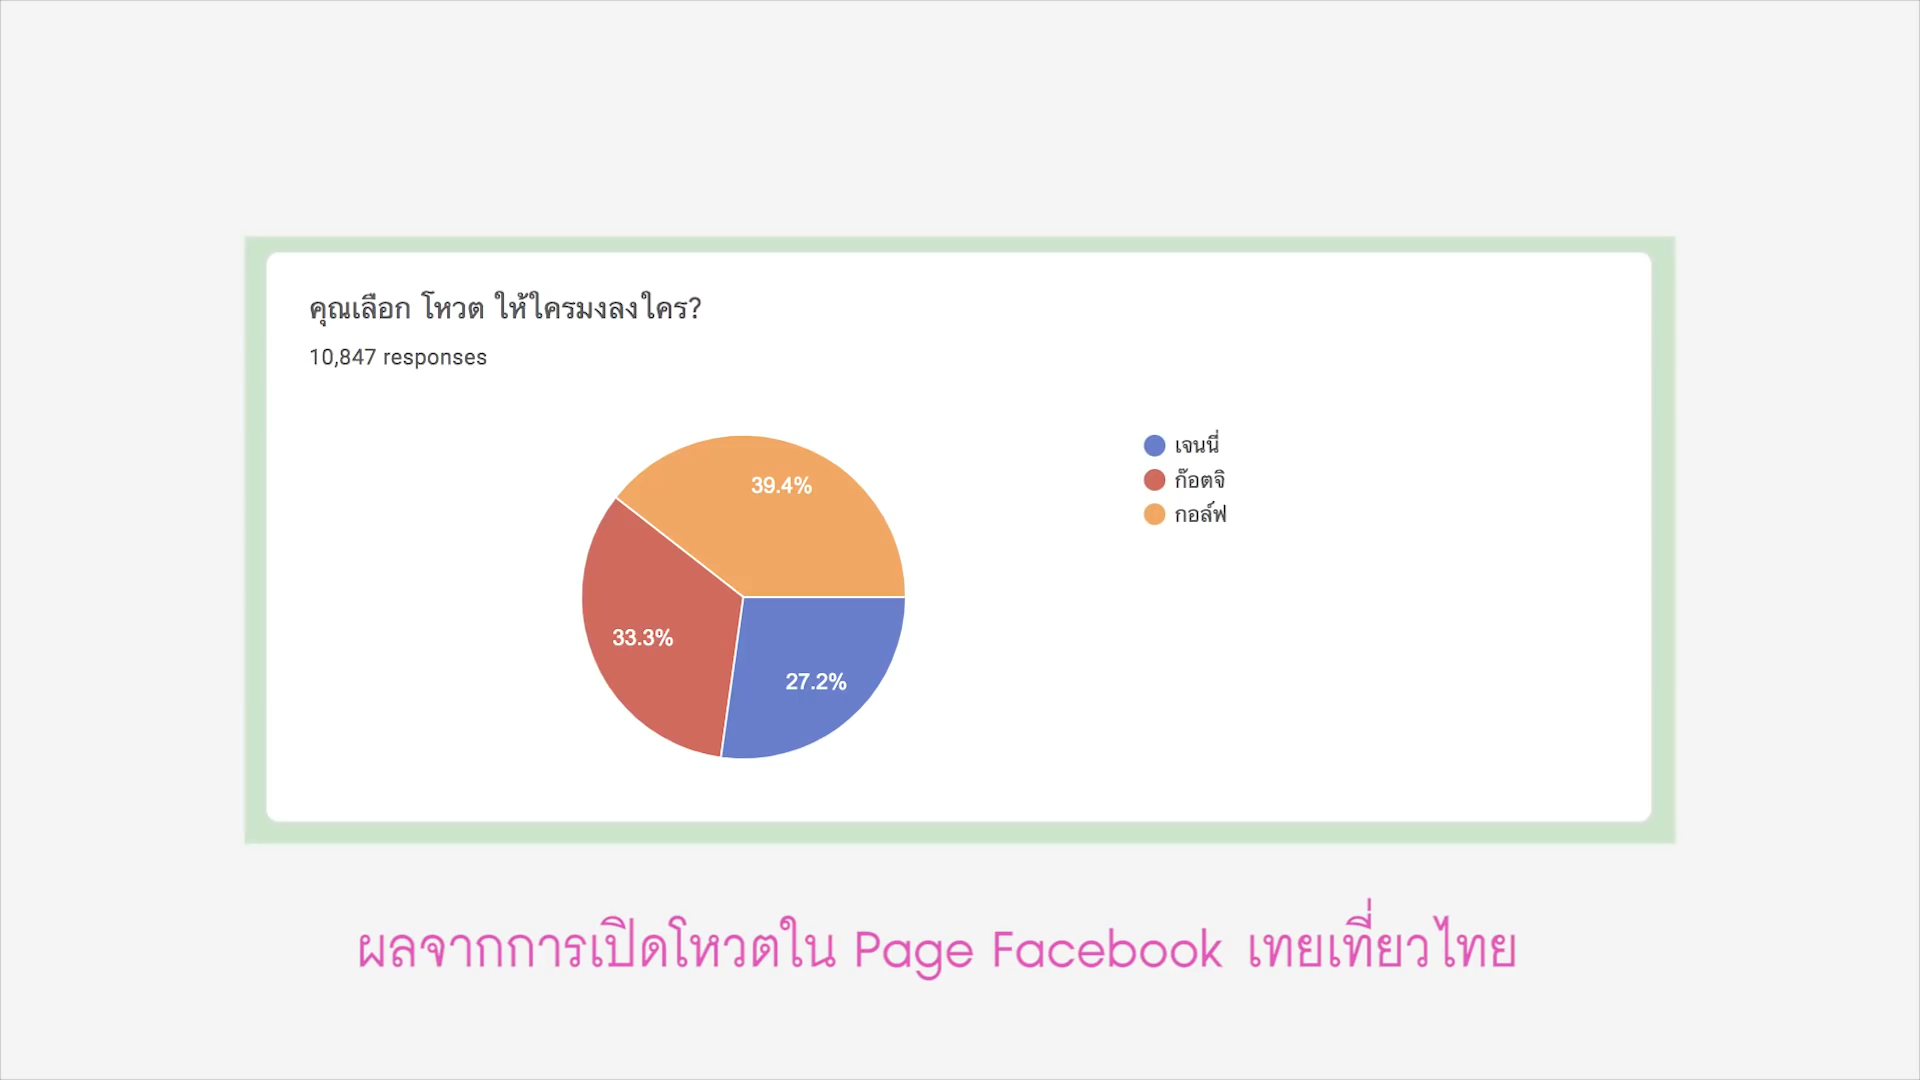 คุณเลือก โหวต ให้ใครมงลงใคร?
10,847 responses
39.4%
33.3%
27.2%
เจนนี่
ก๊อตจิ
กอล์ฟ
ผลจากการเปิดโหวตใน Page Facebook เทยเที่ยวไทย